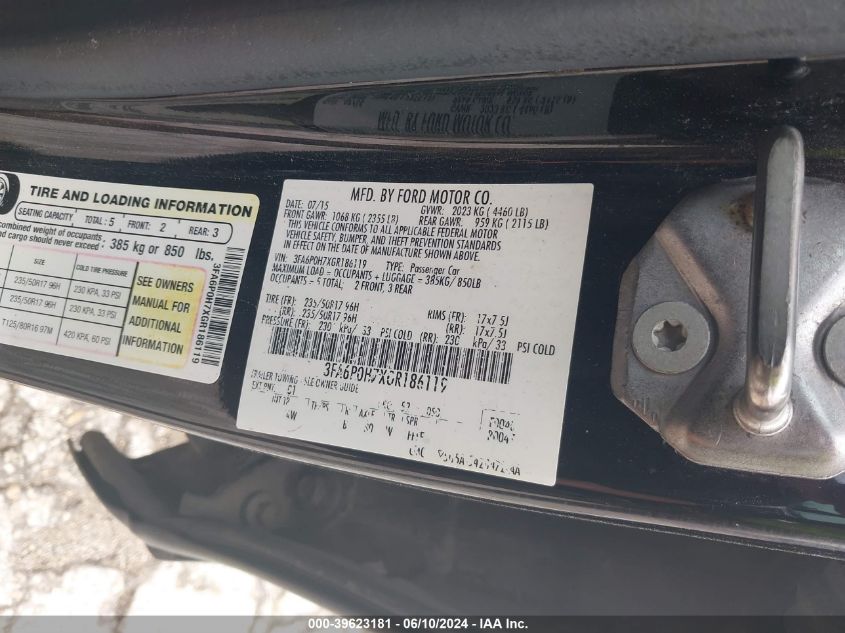 TIRE AND LOADING INFORMATION
SEATING CAPACITY TOTAL: 5 FRONT: 2 REAR: 3
combined weight of occupants
and cargo should never exceed : 385 kg or 850 lbs.
COLD TIRE PRESSURE
235/50R17 96H 230 KPA, 33 PSI
235/50R17 96H 230 KPA, 33 PSI
T125/80R16 97M 420 KPA, 60 PSI
SEE OWNERS
MANUAL FOR
ADDITIONAL
INFORMATION
3FA6P0H7XGR186119
MFD. BY FORD MOTOR CO.
DATE: 07/15 GVWR: 2023 KG ( 4460 LB)
FRONT GAWR: 1068 KG ( 2355 LB) REAR GAWR: 959 KG ( 2115 LB)
THIS VEHICLE CONFORMS TO ALL APPLICABLE FEDERAL MOTOR
VEHICLE SAFETY, BUMPER, AND THEFT PREVENTION STANDARDS
IN EFFECT ON THE DATE OF MANUFACTURE SHOWN ABOVE.
VIN: 3FA6P0H7XGR186119 TYPE: Passenger Car
MAXIMUM LOAD = OCCUPANTS + LUGGAGE = 385KG/ 850LB
OCCUPANTS = 5 TOTAL: 2 FRONT, 3 REAR
TIRE (FR): 235/50R17 96H RIMS (FR): 17x7.5J
(RR): 235/50R17 96H (RR): 17x7.5J
PRESSURE (FR): 230 kPa/ 33 PSI COLD (RR): 230 kPa/ 33 PSI COLD
3FA6P0H7XGR186119
TRAILER TOWING - SEE OWNER GUIDE
EXT PNT:
MFD. BY FORD MOTOR CO.
000-39623181 - 06/10/2024 - IAA, Inc.